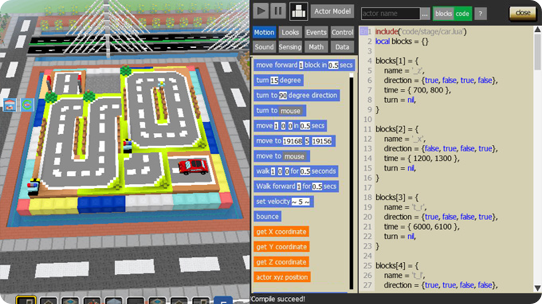 Actor Model
actor name
...
blocks code
?
close
Motion Looks Events Control
Sound Sensing Math Data
move forward 1 block in 0.5 secs
turn 15 degree
turn to 90 degree direction
turn to mouse
move 1 0 0 in 0.5 secs
move to 19168 5 19156
move to mouse
walk 1 0 0 for 0.5 seconds
Walk forward 1 for 0.5 secs
set velocity ~ 5 ~
bounce
get X coordinate
get Y coordinate
get Z coordinate
actor xyz position
Compile succeed!
1 include('code/stage/car.lua')
2 local blocks = {}
3
4 blocks[1] = {
5 name = '_r',
6 direction = {true, false, true, false},
7 time = { 700, 800 },
8 turn = nil,
9 }
10
11 blocks[2] = {
12 name = '_x',
13 direction = {false, true, false, true},
14 time = { 1200, 1300 },
15 turn = nil,
16 }
17
18 blocks[3] = {
19 name = 't_r',
20 direction = {true, false, true, true},
21 time = { 6000, 6100 },
22 turn = nil,
23 }
24
25 blocks[4] = {
26 name = 't_f',
27 direction = {true, true, false, true},